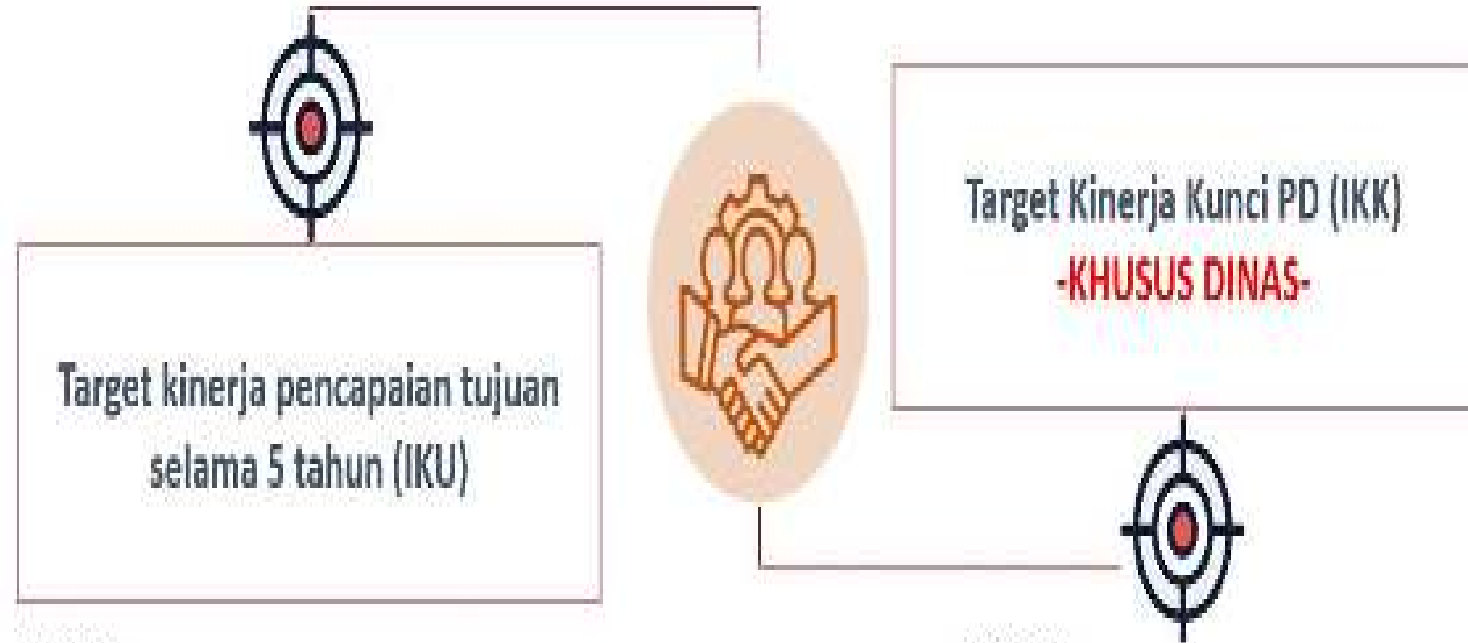 Target kinerja pencapaian tujuan
selama 5 tahun (IKU)
Target Kinerja Kunci PD (IKK)
-KHUSUS DINAS-